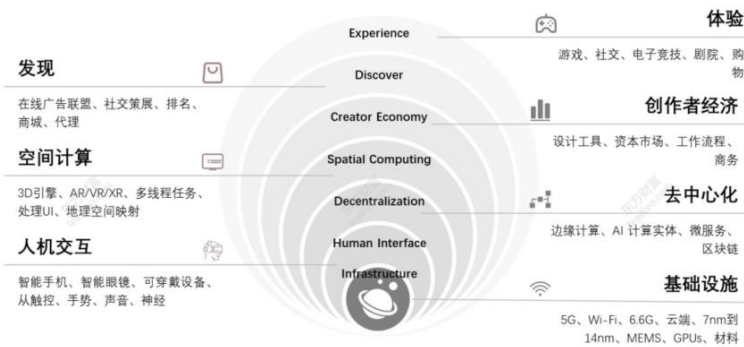 体验
游戏、社交、电子竞技、剧院、购
物
发现
在线广告联盟、社交策展、排名、
商城、代理
创作者经济
设计工具、资本市场、工作流程、
商务
空间计算
3D引擎、AR/VR/XR、多线程任务、
处理UI、地理空间映射
去中心化
边缘计算、AI 计算实体、微服务、
区块链
人机交互
智能手机、智能眼镜、可穿戴设备、
从触控、手势、声音、神经
基础设施
5G、Wi-Fi、6.6G、云端、7nm到
14nm、MEMS、GPUs、材料
Experience
Discover
Creator Economy
Spatial Computing
Decentralization
Human Interface
Infrastructure